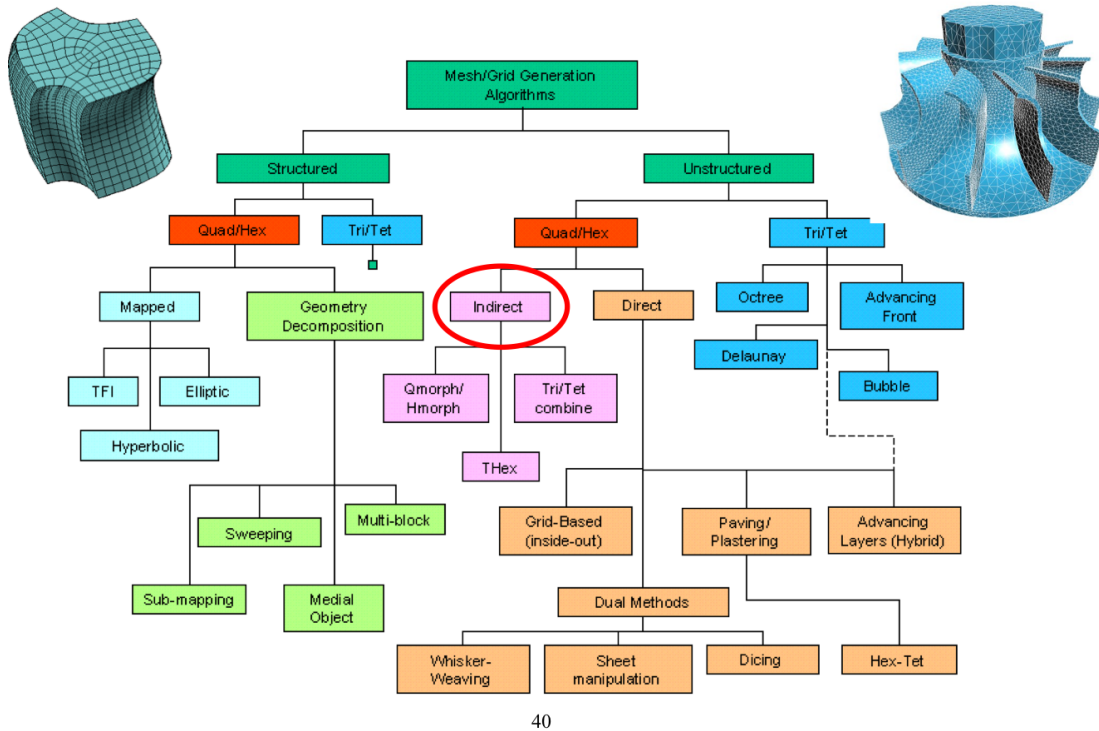 Mesh/Grid Generation
Algorithms
Structured
Unstructured
Quad/Hex
Tri/Tet
Quad/Hex
Tri/Tet
Mapped
Geometry
Decomposition
Indirect
Direct
Octree
Advancing
Front
Delaunay
Bubble
TFI
Elliptic
Hyperbolic
Qmorph/
Hmorph
Tri/Tet
combine
THex
Sweeping
Multi-block
Grid-Based
(inside-out)
Paving/
Plastering
Advancing
Layers (Hybrid)
Sub-mapping
Medial
Object
Dual Methods
Whisker-
Weaving
Sheet
manipulation
Dicing
Hex-Tet
40